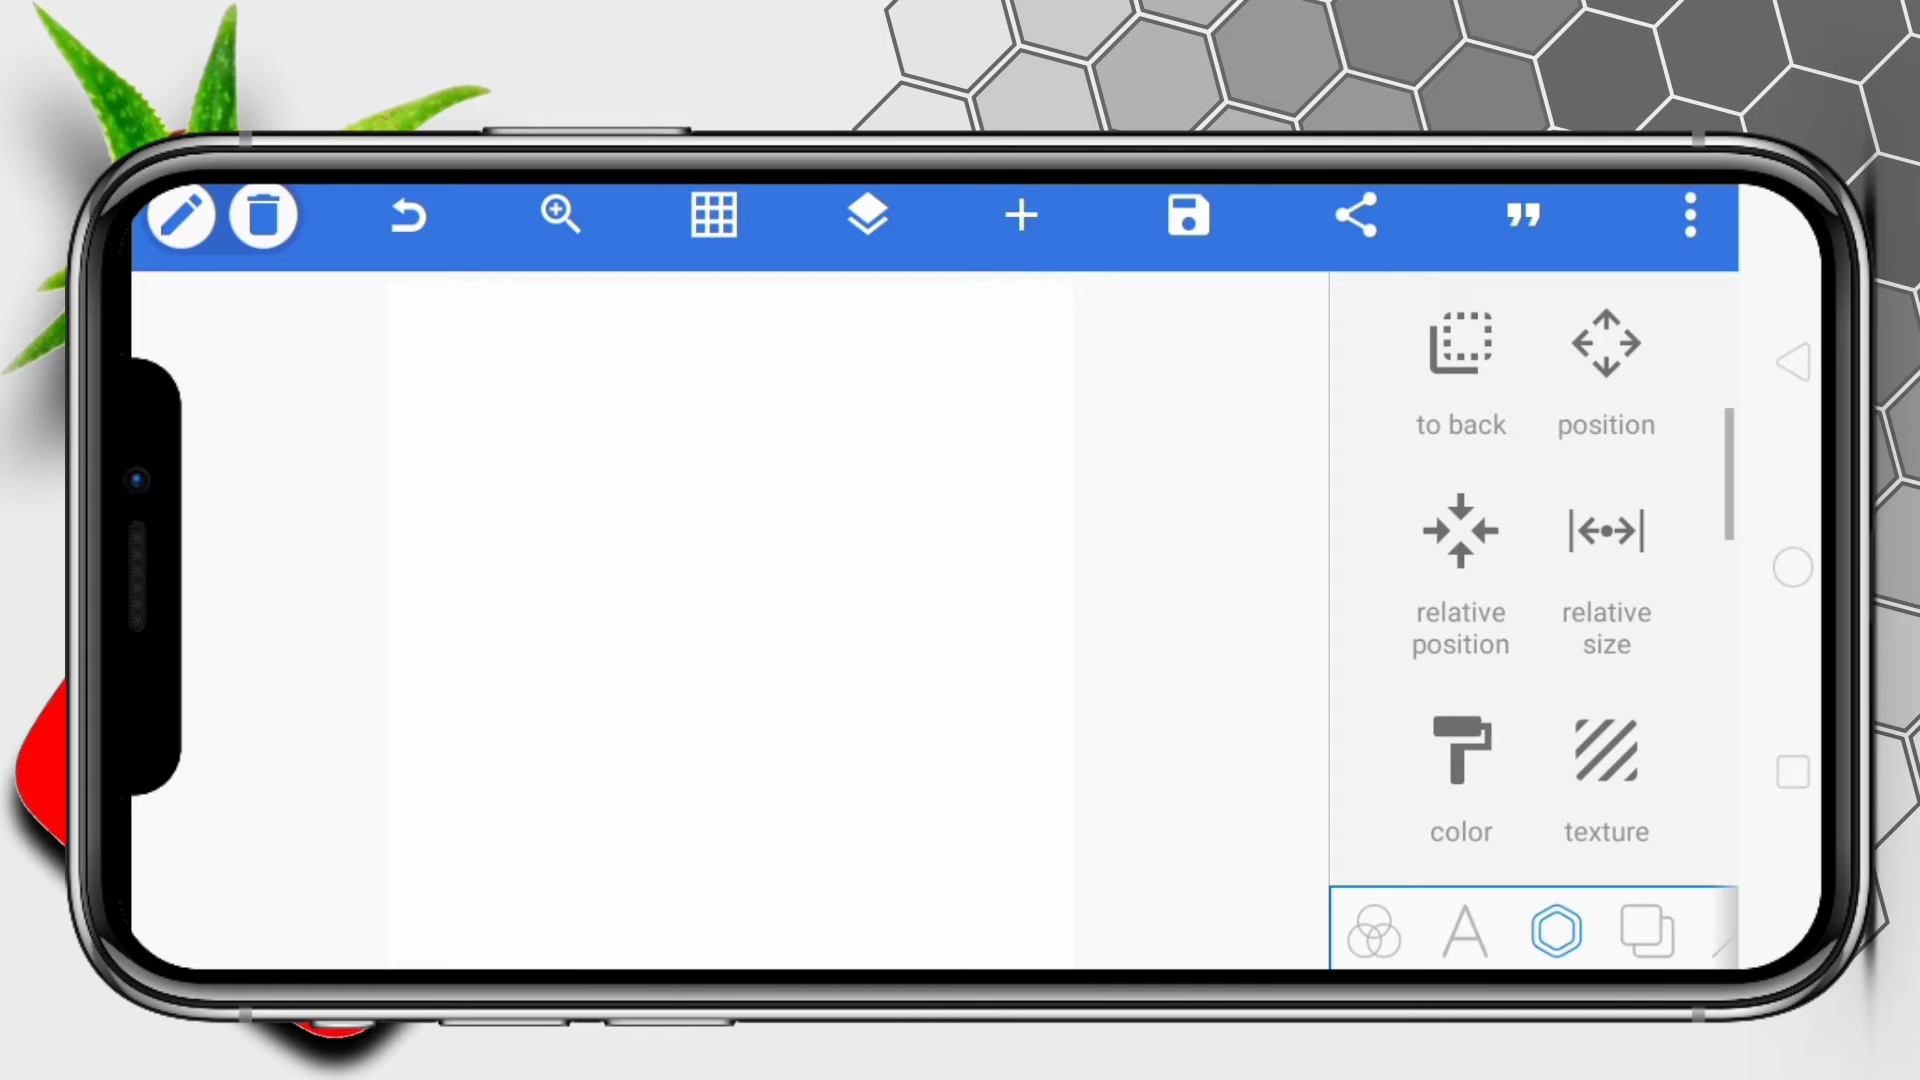 to back
position
relative
position
relative
size
color
texture